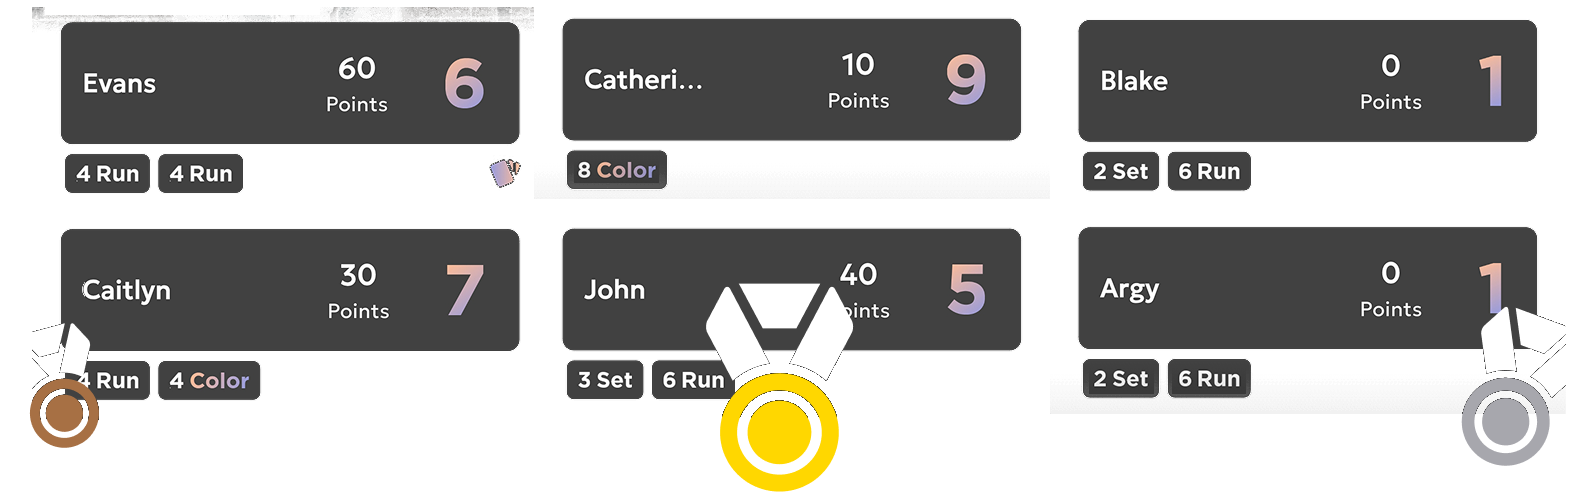 Evans 60 Points 6
4 Run 4 Run
Catheri... 10 Points 9
8 Color
Blake 0 Points 1
2 Set 6 Run
Caitlyn 30 Points 7
4 Run 4 Color
John 40 Points 5
3 Set 6 Run
Argy 0 Points 1
2 Set 6 Run